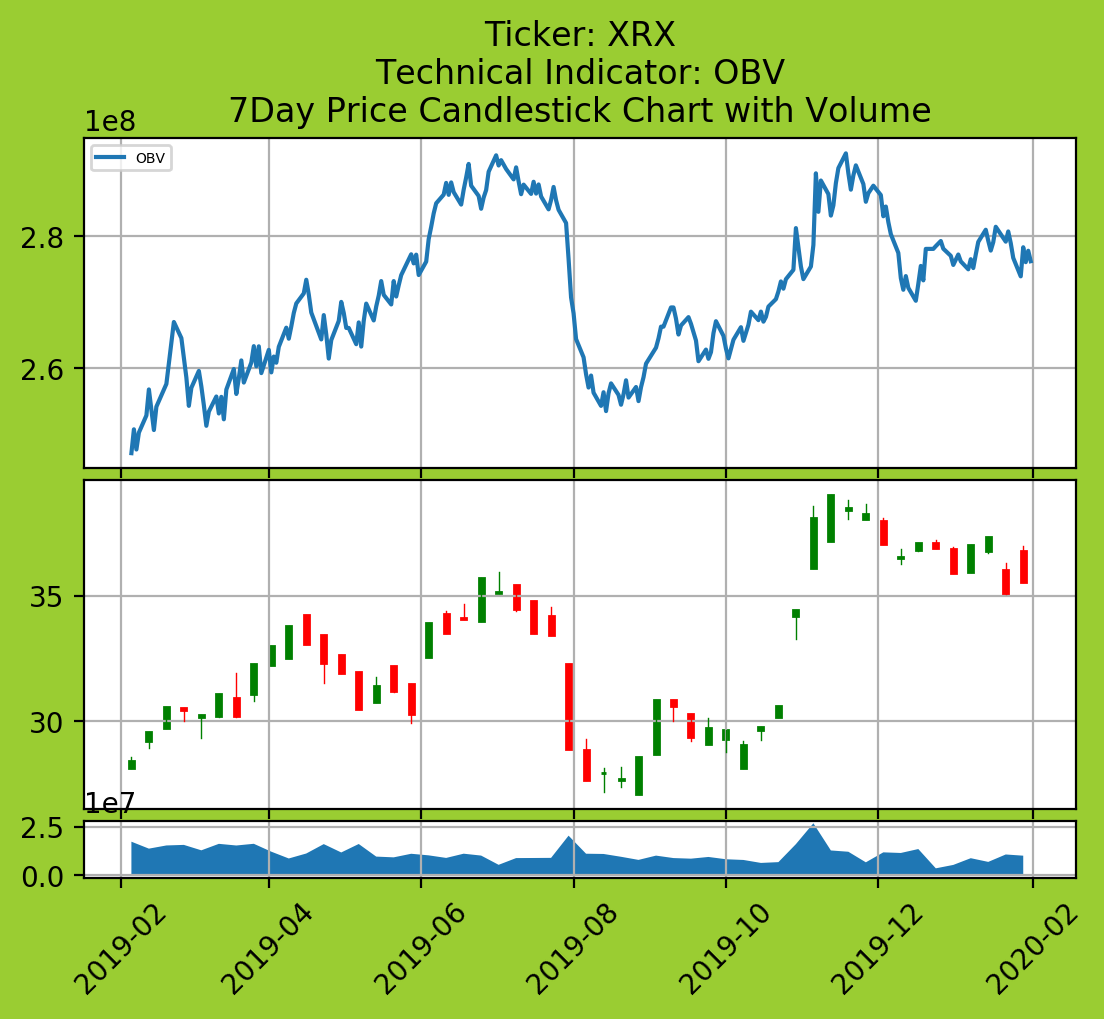 Ticker: XRX
Technical Indicator: OBV
7Day Price Candlestick Chart with Volume
1e8
OBV
2.8
2.6
35
30
1e7
2.5
0.0
2019-02
2019-04
2019-06
2019-08
2019-10
2019-12
2020-02